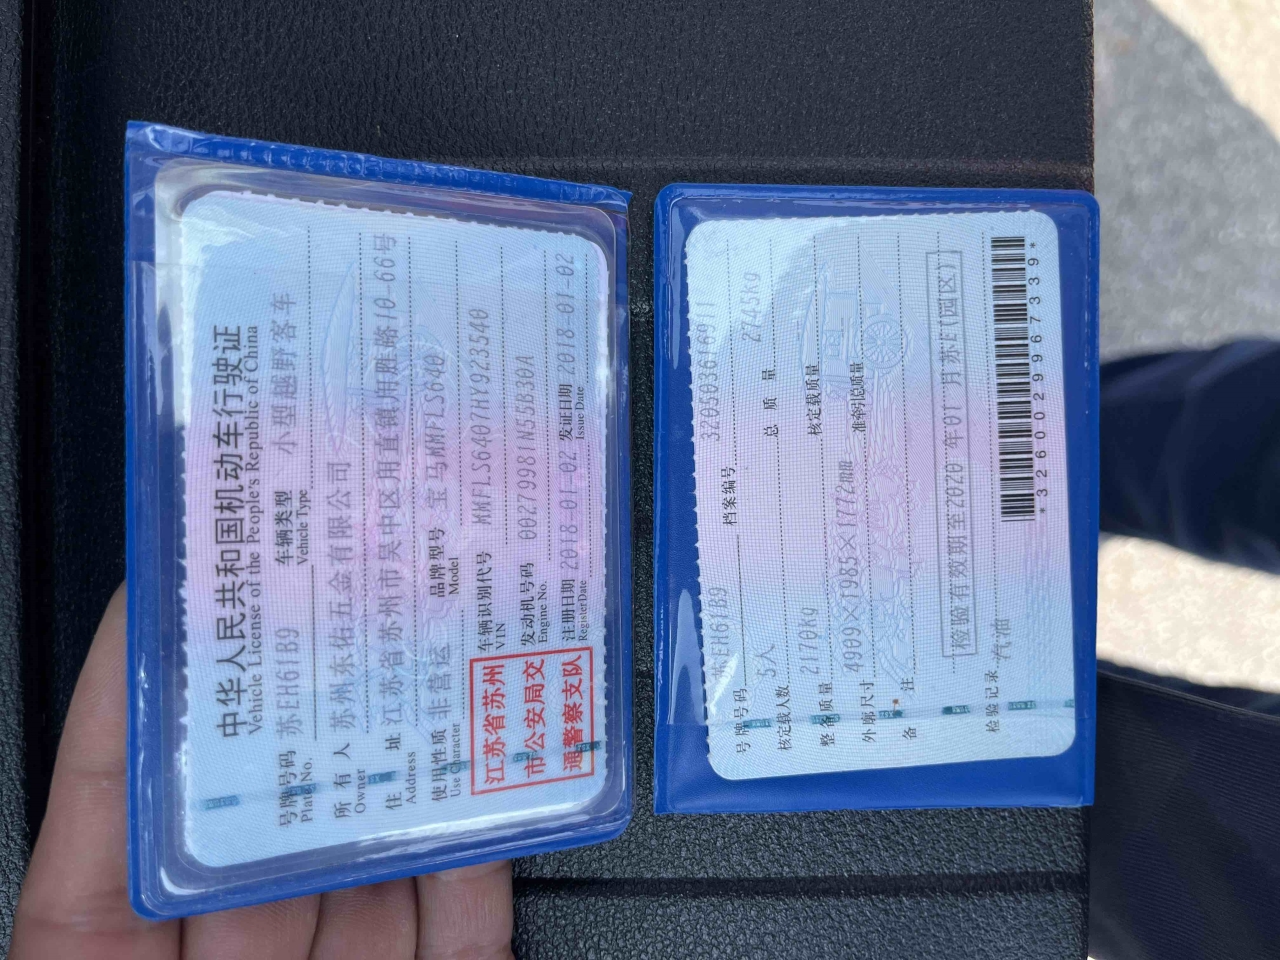 中华人民共和国机动车行驶证
Vehicle License of the People's Republic of China
号牌号码 苏EH61B9 车辆类型 小型越野客车
Plate No. Vehicle Type
所有人 苏州东佑五金有限公司
Owner
住址 江苏省苏州市吴中区甪直镇甪胜路10-66号
Address
使用性质 非营运 品牌型号 宝马WMFLS640
Use Character Model
车辆识别代号
VIN
发动机号码 00279981N55B30A
Engine No.
注册日期 2018-01-02 发证日期 2018-01-02
Register Date Issue Date
江苏省苏州
市公安局交
通警察支队
号牌号码 苏EH61B9 档案编号 320503616911
核定载人数 5人 总质量 2745kg
整备质量 2170kg 核定载质量
外廓尺寸 4909×1985×1772mm 准牵引总质量
备注
检验有效期至2020年01月苏E(园区)
检验记录 汽油
*3260029967339*